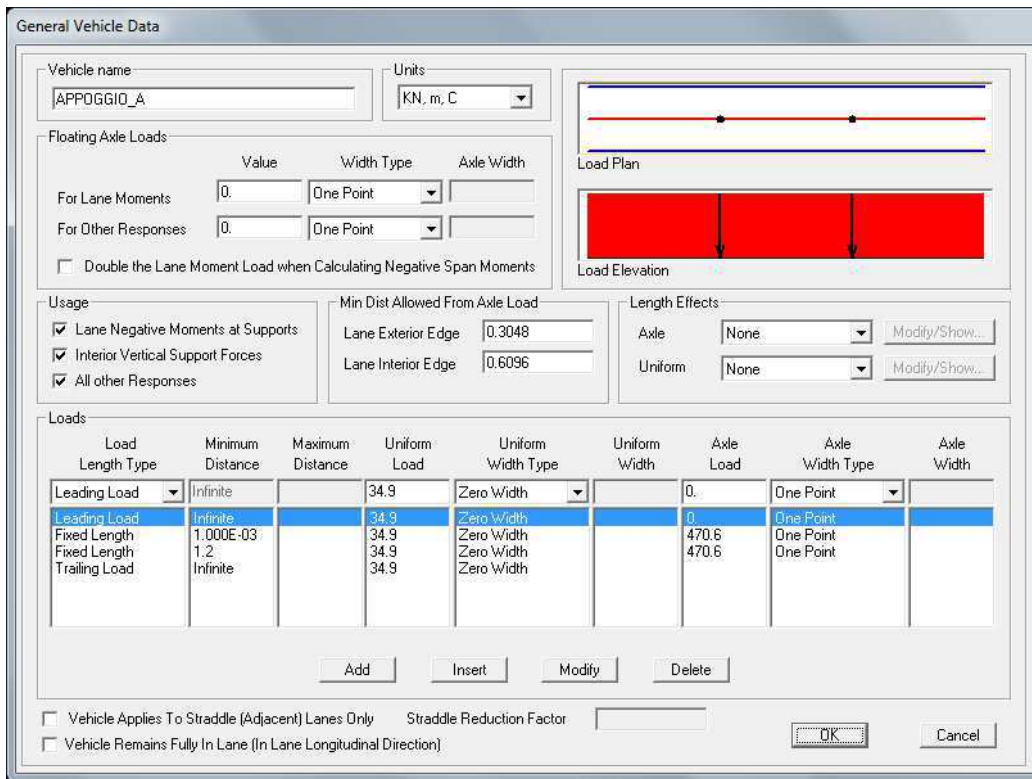 General Vehicle Data
Vehicle name
APPOGGIO_A
Units
KN, m, C
Floating Axle Loads
Value Width Type Axle Width
For Lane Moments 0. One Point
For Other Responses 0. One Point
Double the Lane Moment Load when Calculating Negative Span Moments
Load Plan
Load Elevation
Usage
Lane Negative Moments at Supports
Interior Vertical Support Forces
All other Responses
Min Dist Allowed From Axle Load
Lane Exterior Edge 0.3048
Lane Interior Edge 0.6096
Length Effects
Axle None Modify/Show...
Uniform None Modify/Show...
Loads
Load Minimum Maximum Uniform Uniform Uniform Axle Axle Axle
Length Type Distance Distance Load Width Type Width Load Width Type Width
Leading Load Infinite 34.9 Zero Width 0. One Point
Leading Load Infinite 34.9 Zero Width 0. One Point
Fixed Length 1.000E-03 34.9 Zero Width 470.6 One Point
Fixed Length 1.2 34.9 Zero Width 470.6 One Point
Trailing Load Infinite 34.9 Zero Width
Add Insert Modify Delete
Vehicle Applies To Straddle (Adjacent) Lanes Only Straddle Reduction Factor
Vehicle Remains Fully In Lane (In Lane Longitudinal Direction)
OK Cancel